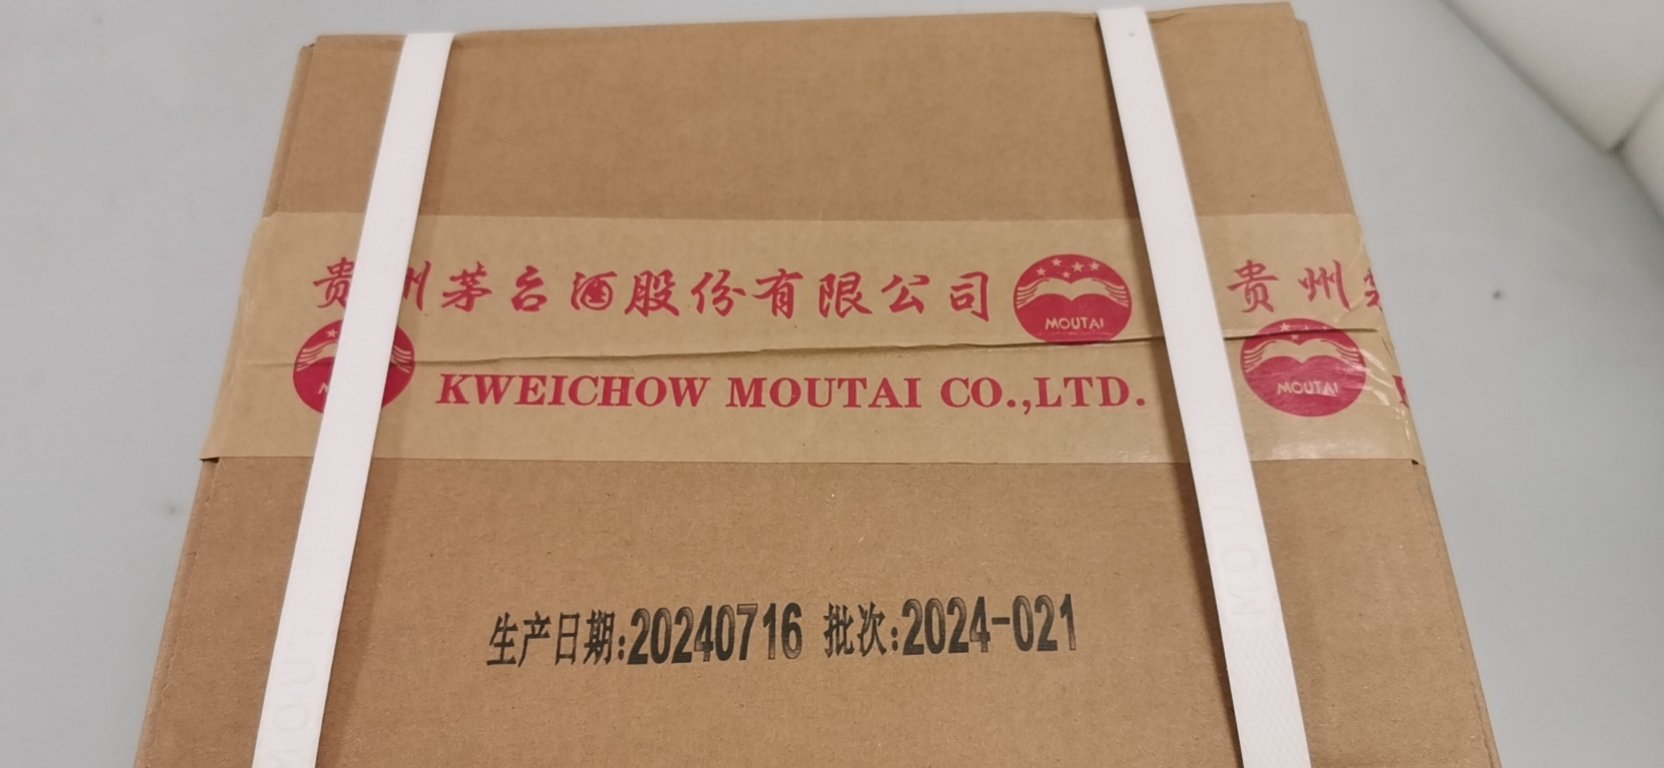 贵州茅台酒股份有限公司 MOUTAI 贵州
MOUTAI
KWEICHOW MOUTAI CO.,LTD.
生产日期:20240716 批次:2024-021
MOUTAI